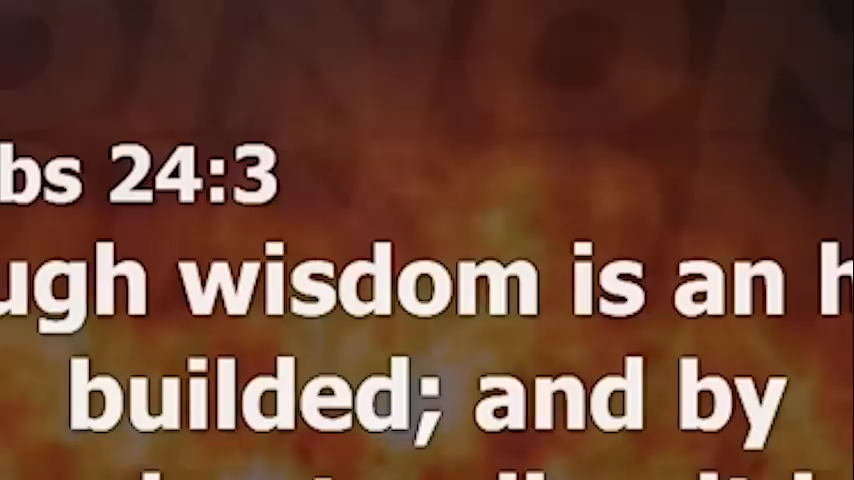 bs 24:3
ugh wisdom is an h
builded; and by